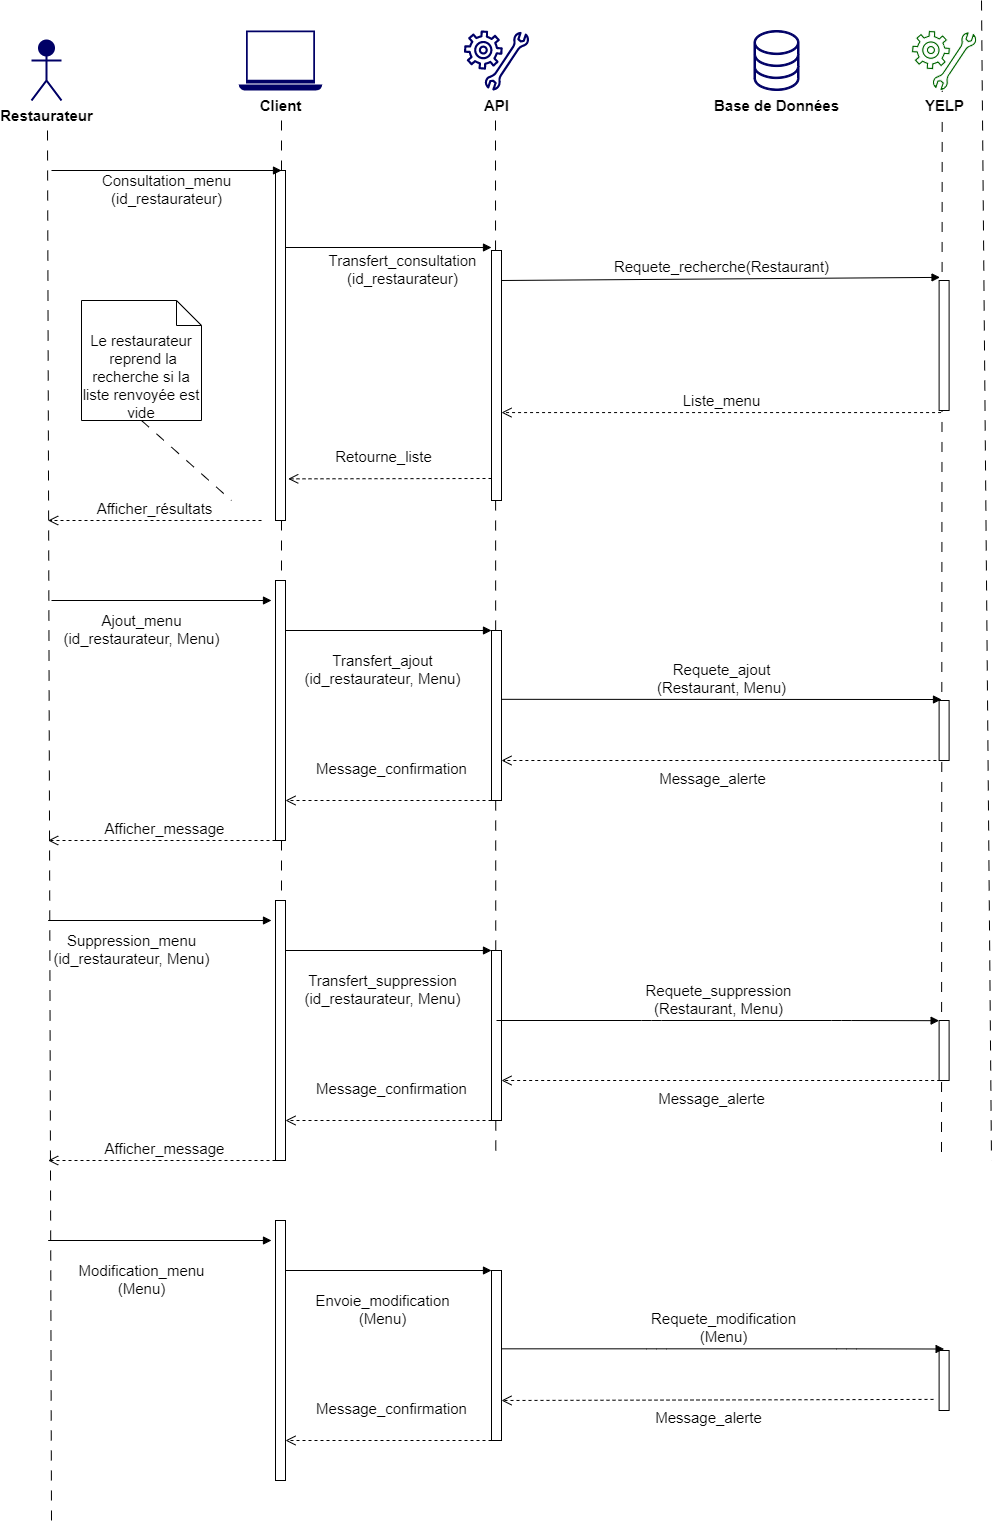 Restaurateur
Client
API
Base de Données
YELP
Consultation_menu
(id_restaurateur)
Transfert_consultation
(id_restaurateur)
Requete_recherche(Restaurant)
Le restaurateur
reprend la
recherche si la
liste renvoyée est
vide
Liste_menu
Retourne_liste
Afficher_résultats
Ajout_menu
(id_restaurateur, Menu)
Transfert_ajout
(id_restaurateur, Menu)
Requete_ajout
(Restaurant, Menu)
Message_confirmation
Message_alerte
Afficher_message
Suppression_menu
(id_restaurateur, Menu)
Transfert_suppression
(id_restaurateur, Menu)
Requete_suppression
(Restaurant, Menu)
Message_confirmation
Message_alerte
Afficher_message
Modification_menu
(Menu)
Envoie_modification
(Menu)
Requete_modification
(Menu)
Message_confirmation
Message_alerte